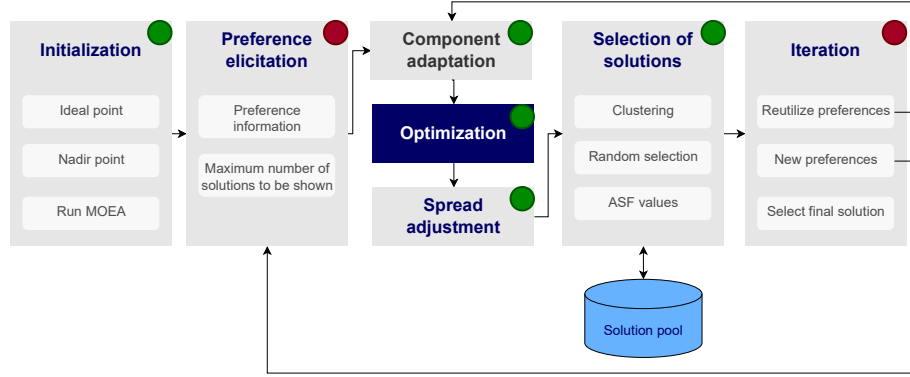 Initialization
Ideal point
Nadir point
Run MOEA
Preference
elicitation
Preference
information
Maximum number of
solutions to be shown
Component
adaptation
Optimization
Spread
adjustment
Selection of
solutions
Clustering
Random selection
ASF values
Solution pool
Iteration
Reutilize preferences
New preferences
Select final solution